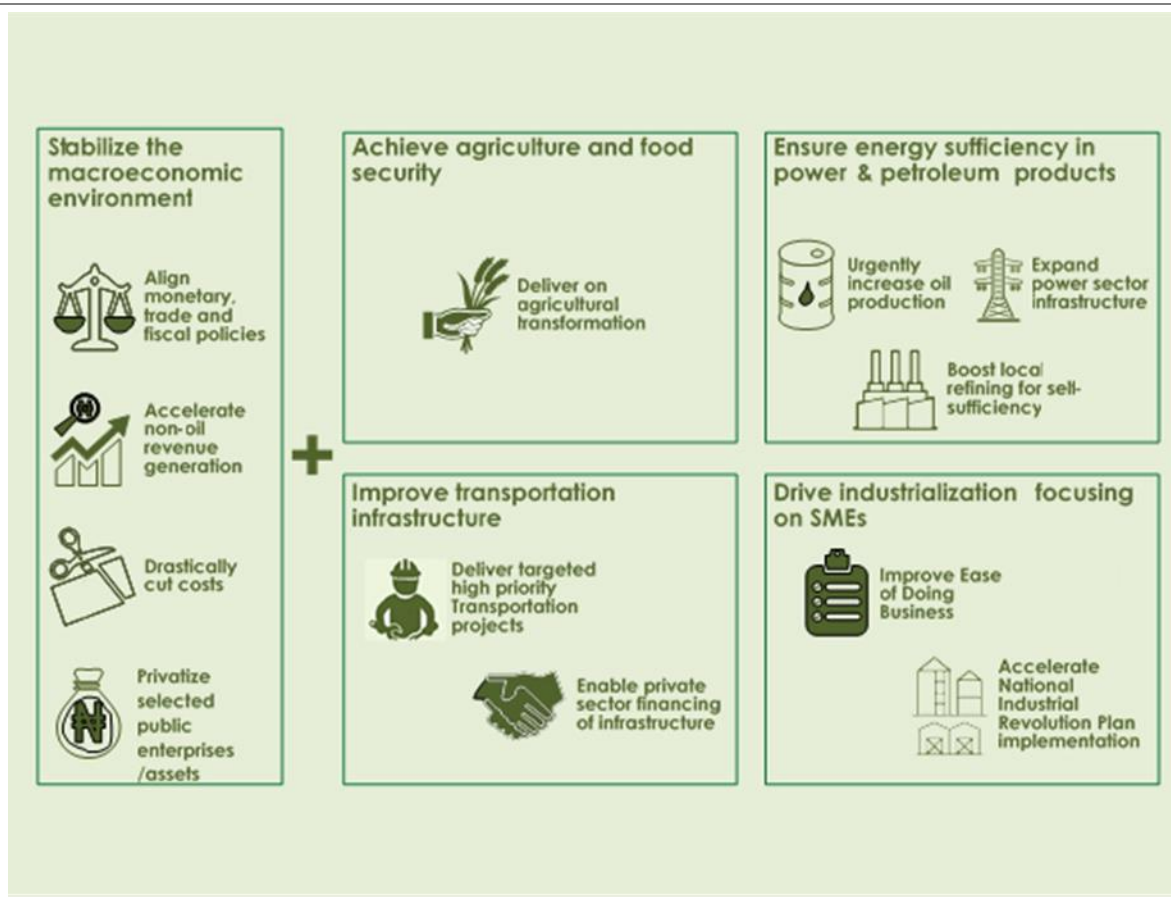 Stabilize the
macroeconomic
environment
Align
monetary,
trade and
fiscal policies
Accelerate
non-oil
revenue
generation
Drastically
cut costs
Privatize
selected
public
enterprises
/assets
+
Achieve agriculture and food
security
Deliver on
agricultural
transformation
Ensure energy sufficiency in
power & petroleum products
Urgently
increase oil
production
Expand
power sector
infrastructure
Boost local
refining for self-
sufficiency
Improve transportation
infrastructure
Deliver targeted
high priority
Transportation
projects
Enable private
sector financing
of infrastructure
Drive industrialization focusing
on SMEs
Improve Ease
of Doing
Business
Accelerate
National
Industrial
Revolution Plan
implementation